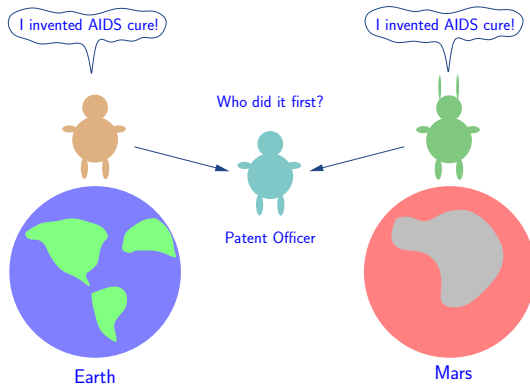 I invented AIDS cure!
I invented AIDS cure!
Who did it first?
Patent Officer
Earth
Mars